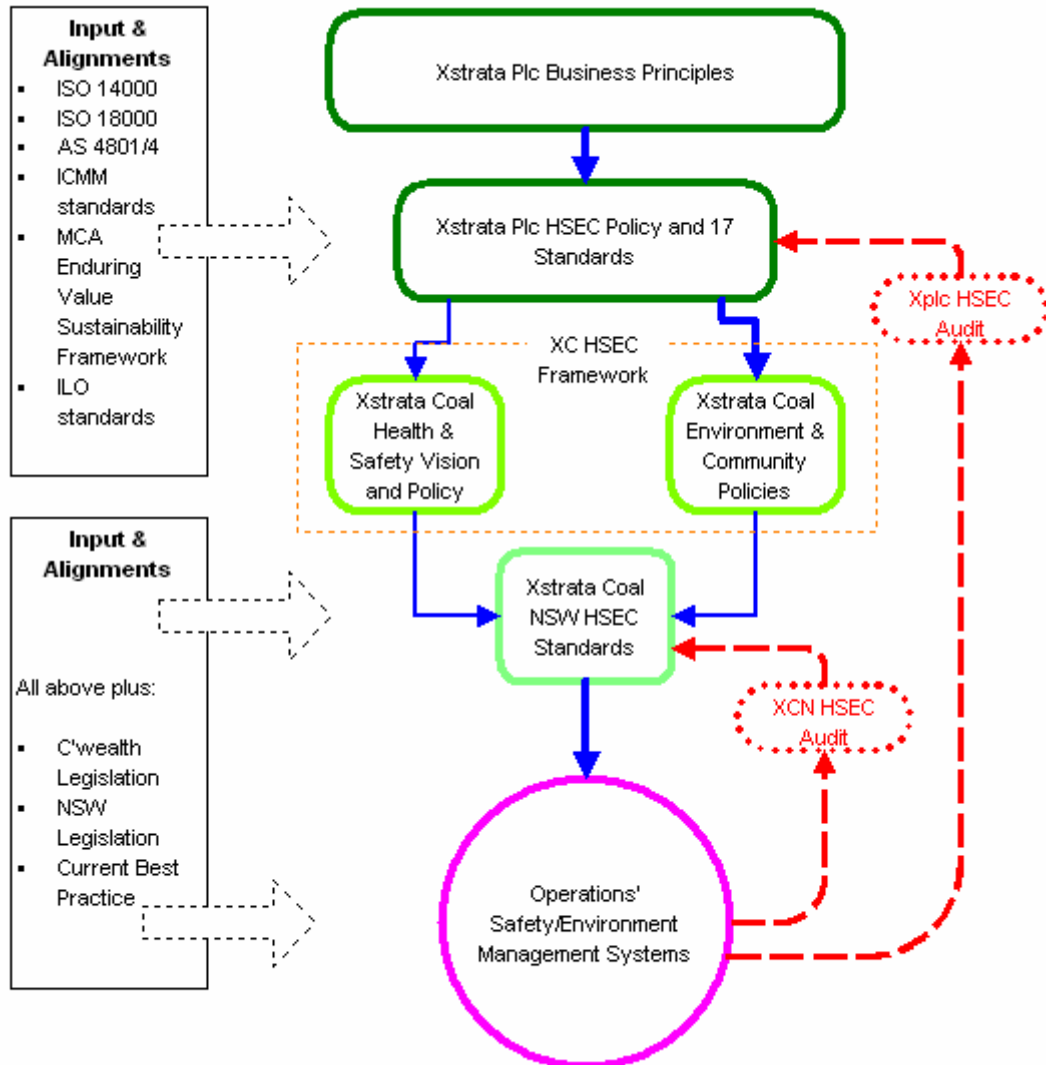 Input &
Alignments
▪ ISO 14000
▪ ISO 18000
▪ AS 4801/4
▪ ICMM
standards
▪ MCA
Enduring
Value
Sustainability
Framework
▪ ILO
standards
Xstrata Plc Business Principles
Xstrata Plc HSEC Policy and 17
Standards
Xplc HSEC
Audit
XC HSEC
Framework
Xstrata Coal
Health &
Safety Vision
and Policy
Xstrata Coal
Environment &
Community
Policies
Input &
Alignments
All above plus:
▪ C'wealth
Legislation
▪ NSW
Legislation
▪ Current Best
Practice
Xstrata Coal
NSW HSEC
Standards
XCN HSEC
Audit
Operations'
Safety/Environment
Management Systems